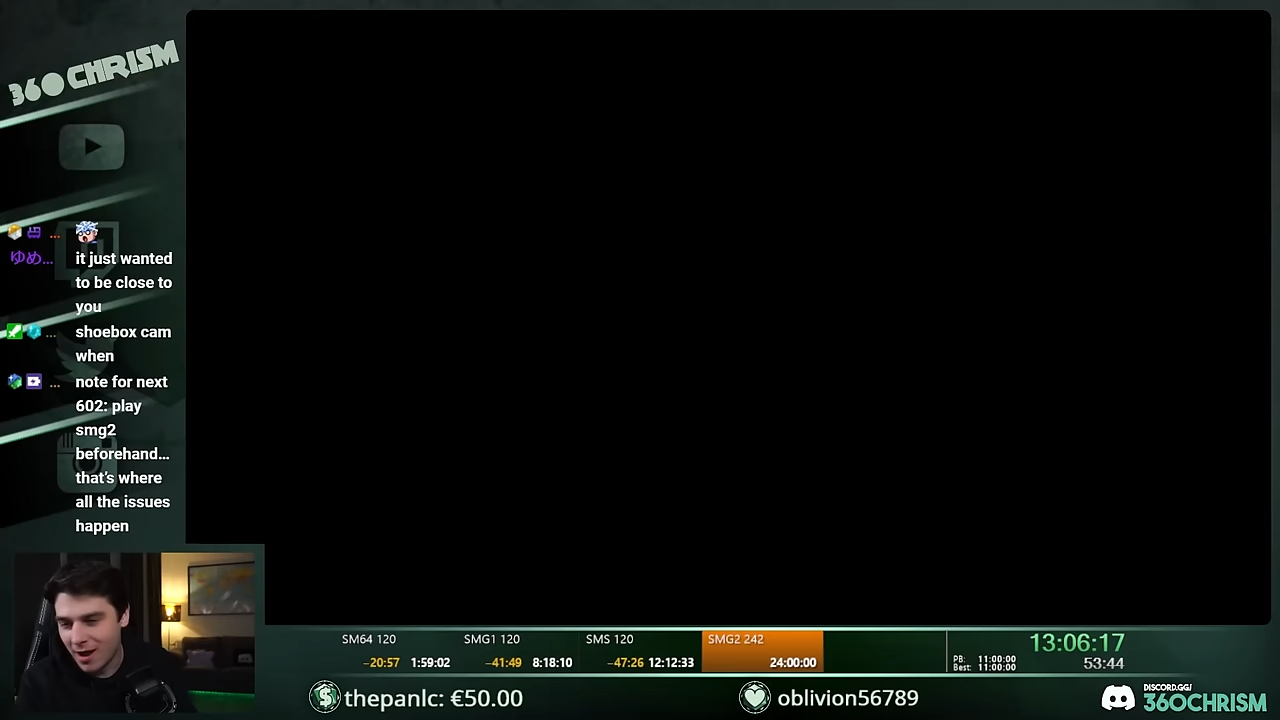 360 CHRISM
ゆめ...
it just wanted
to be close to
you
shoebox cam
when
note for next
602: play
smg2
beforehand...
that's where
all the issues
happen
SM64 120
−20:57 1:59:02
SMG1 120
−41:49 8:18:10
SMS 120
−47:26 12:12:33
SMG2 242
24:00:00
PB: 11:00:00
Best: 11:00:00
13:06:17
53:44
thepanlc: €50.00
oblivion56789
DISCORD.GG/
360CHRISM